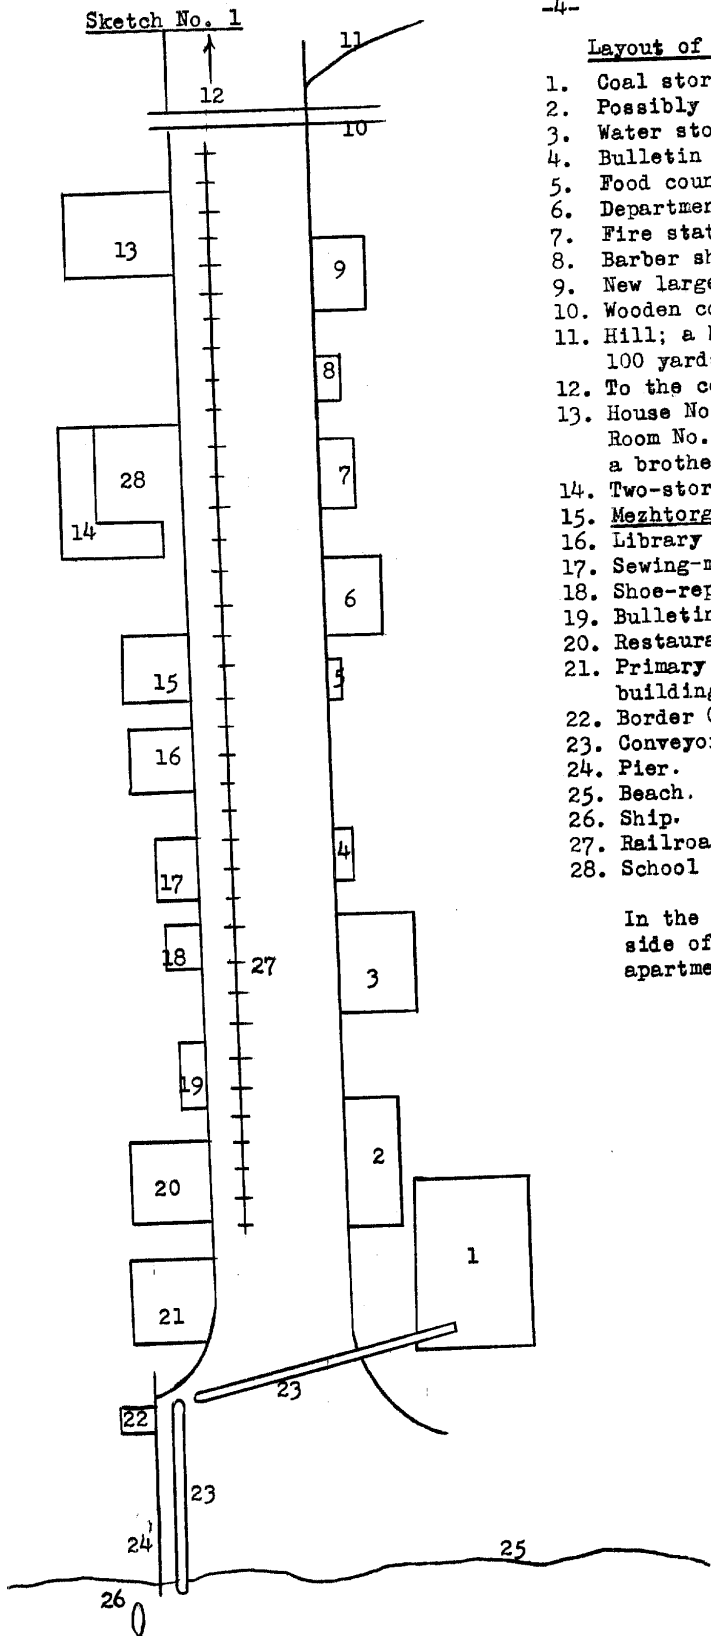 Sketch No. 1
-4-
11
12
10
13
9
8
28
7
14
6
15
5
16
4
17
18
27
3
19
2
20
1
21
23
22
23
24
25
26
Layout of
1. Coal stor
2. Possibly
3. Water sto
4. Bulletin
5. Food coun
6. Departmen
7. Fire stat
8. Barber sh
9. New large
10. Wooden co
11. Hill; a
100 yard
12. To the c
13. House No
Room No.
a brothe
14. Two-stor
15. Mezhtorg
16. Library
17. Sewing-m
18. Shoe-rep
19. Bulletin
20. Restaura
21. Primary
building
22. Border
23. Conveyo
24. Pier.
25. Beach.
26. Ship.
27. Railroa
28. School
In the
side of
apartme